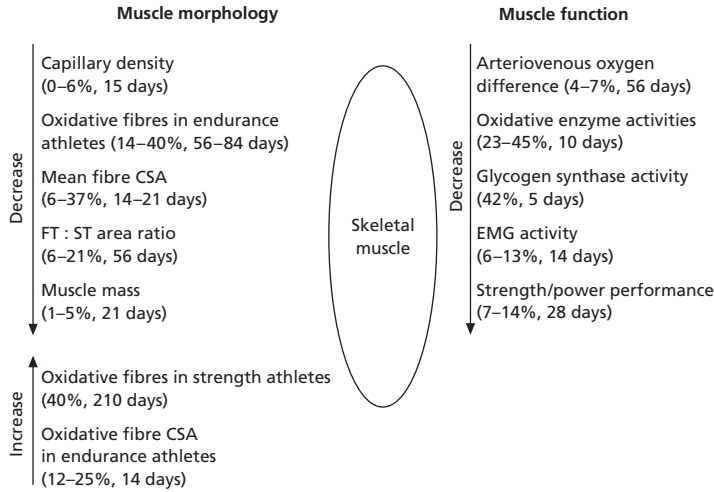 Muscle morphology
Decrease
Capillary density
(0–6%, 15 days)
Oxidative fibres in endurance
athletes (14–40%, 56–84 days)
Mean fibre CSA
(6–37%, 14–21 days)
FT : ST area ratio
(6–21%, 56 days)
Muscle mass
(1–5%, 21 days)
Increase
Oxidative fibres in strength athletes
(40%, 210 days)
Oxidative fibre CSA
in endurance athletes
(12–25%, 14 days)
Skeletal
muscle
Muscle function
Decrease
Arteriovenous oxygen
difference (4–7%, 56 days)
Oxidative enzyme activities
(23–45%, 10 days)
Glycogen synthase activity
(42%, 5 days)
EMG activity
(6–13%, 14 days)
Strength/power performance
(7–14%, 28 days)